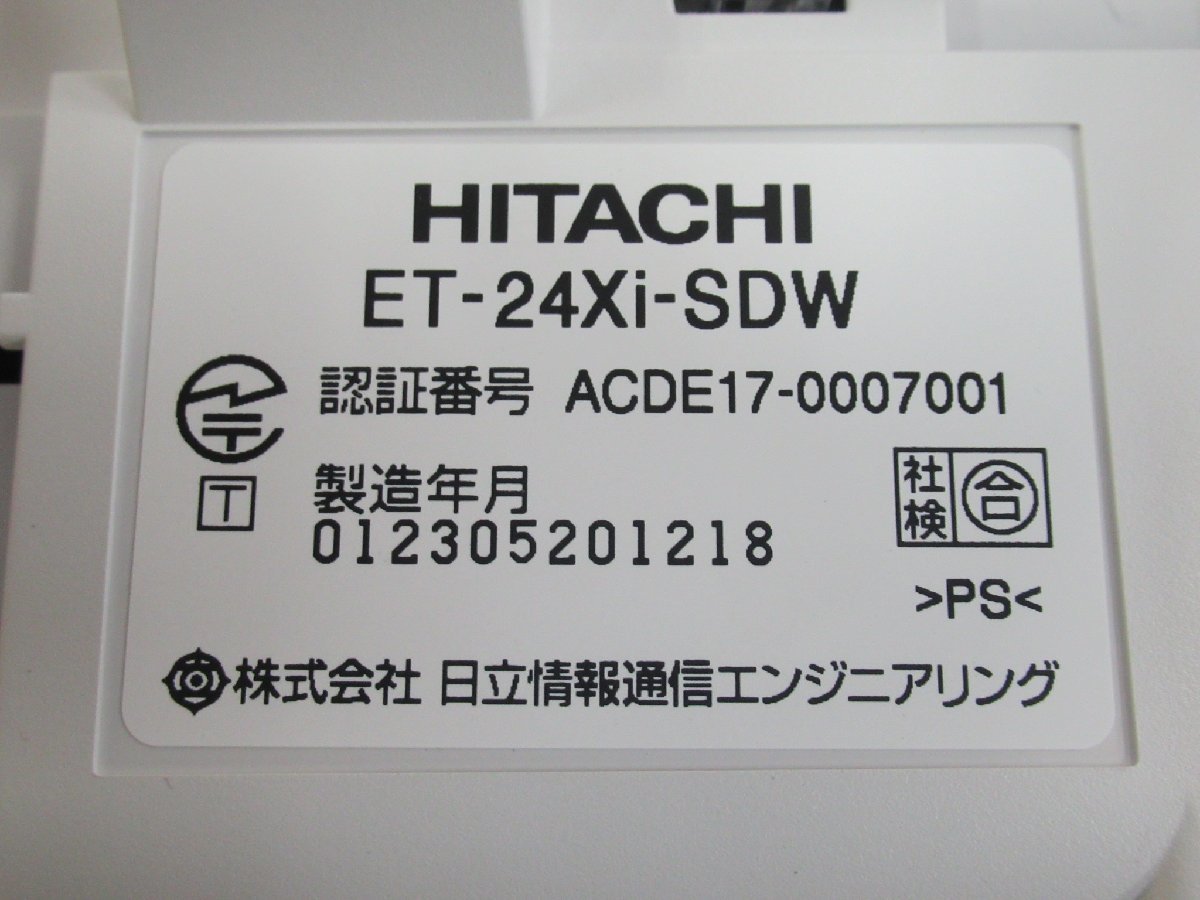 HITACHI
ET-24Xi-SDW
認証番号 ACDE17-0007001
T
製造年月
012305201218
社検 合
>PS<
株式会社 日立情報通信エンジニアリング